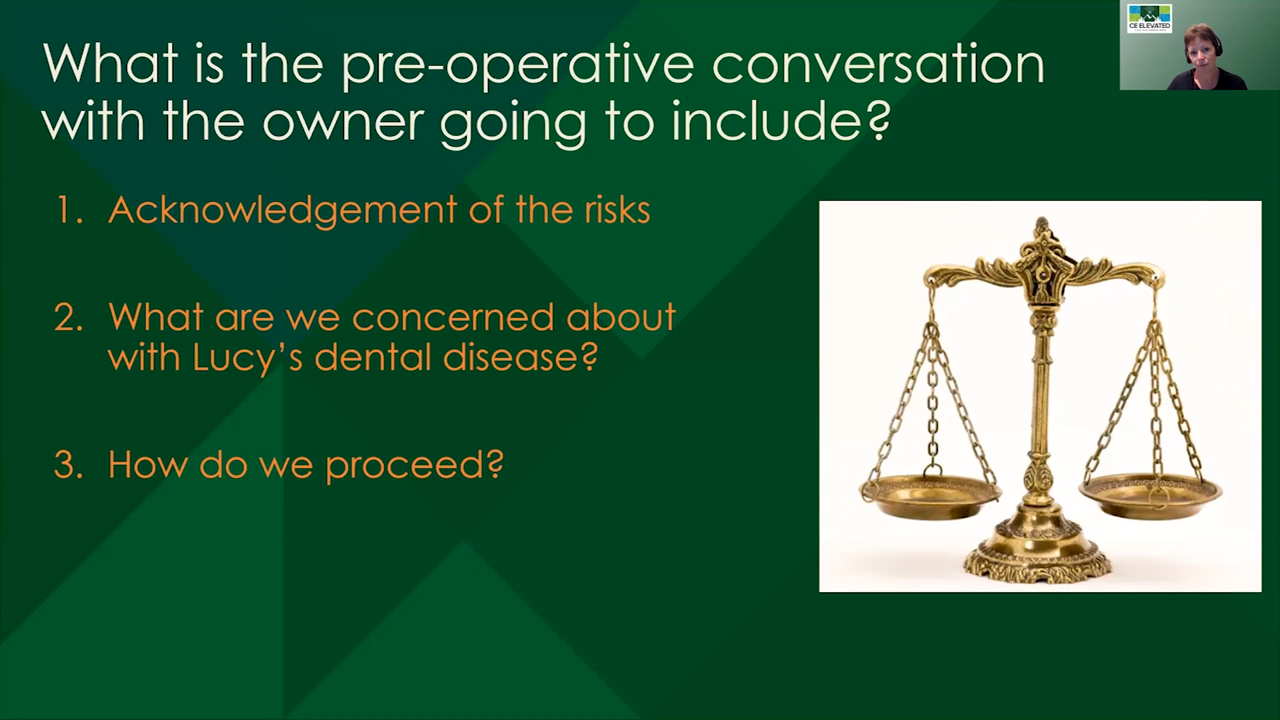 What is the pre-operative conversation
with the owner going to include?
CE ELEVATED
1. Acknowledgement of the risks
2. What are we concerned about
with Lucy’s dental disease?
3. How do we proceed?